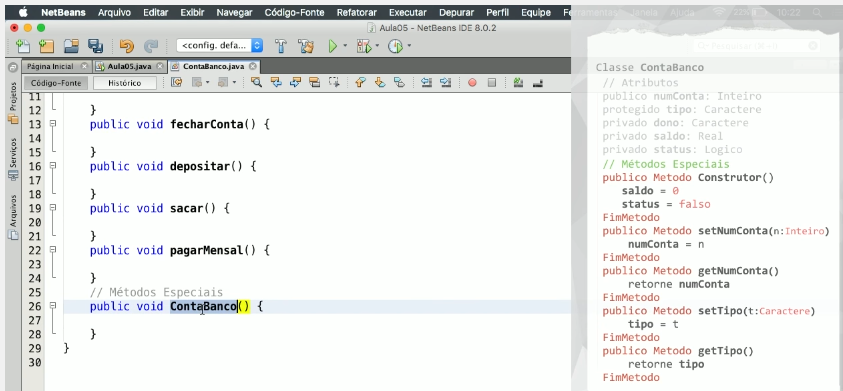 NetBeans Arquivo Editar Exibir Navegar Código-Fonte Refatorar Executar Depurar Perfil Equipe Ferramentas Janela Ajuda
Aula05 - NetBeans IDE 8.0.2
<config. defa...
Página Inicial Aula05.java ContaBanco.java
Código-Fonte Histórico
Projetos
Serviços
Arquivos
11
12 }
13 public void fecharConta() {
14
15 }
16 public void depositar() {
17
18 }
19 public void sacar() {
20
21 }
22 public void pagarMensal() {
23
24 }
25 // Métodos Especiais
26 public void ContaBanco() {
27
28 }
29 }
30
Classe ContaBanco
// Atributos
publico numConta: Inteiro
protegido tipo: Caractere
privado dono: Caractere
privado saldo: Real
privado status: Logico
// Métodos Especiais
publico Metodo Construtor()
saldo = 0
status = falso
FimMetodo
publico Metodo setNumConta(n:Inteiro)
numConta = n
FimMetodo
publico Metodo getNumConta()
retorne numConta
FimMetodo
publico Metodo setTipo(t:Caractere)
tipo = t
FimMetodo
publico Metodo getTipo()
retorne tipo
FimMetodo